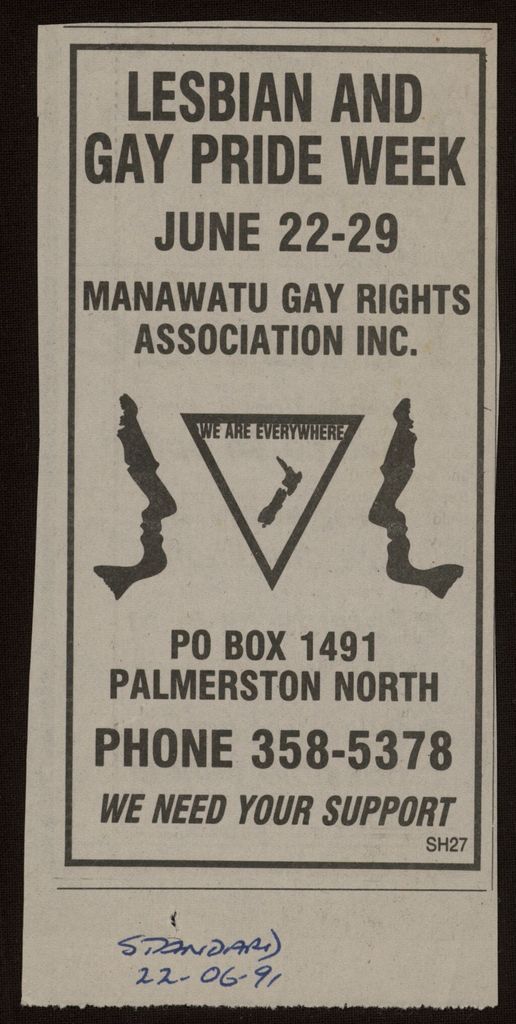 LESBIAN AND
GAY PRIDE WEEK
JUNE 22-29
MANAWATU GAY RIGHTS
ASSOCIATION INC.
WE ARE EVERYWHERE
PO BOX 1491
PALMERSTON NORTH
PHONE 358-5378
WE NEED YOUR SUPPORT
SH27
STANDARD
22-06-91